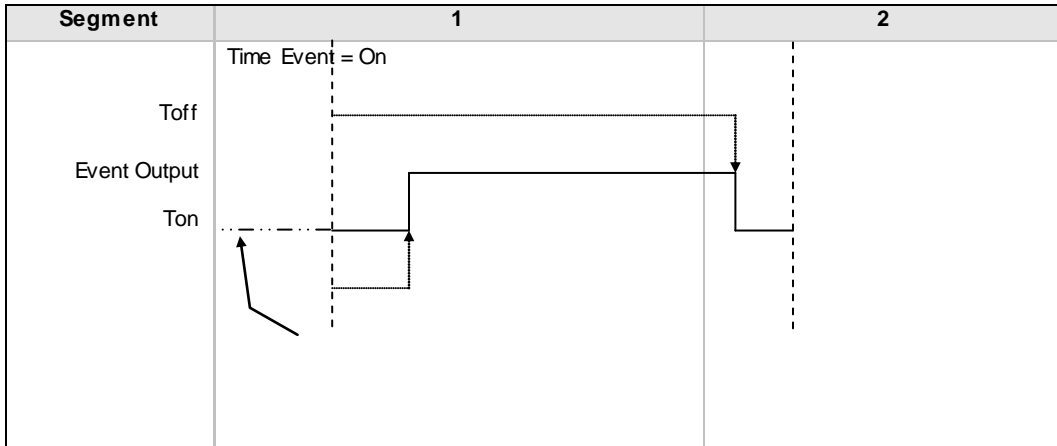 Segment 1 2
Time Event = On
Toff
Event Output
Ton